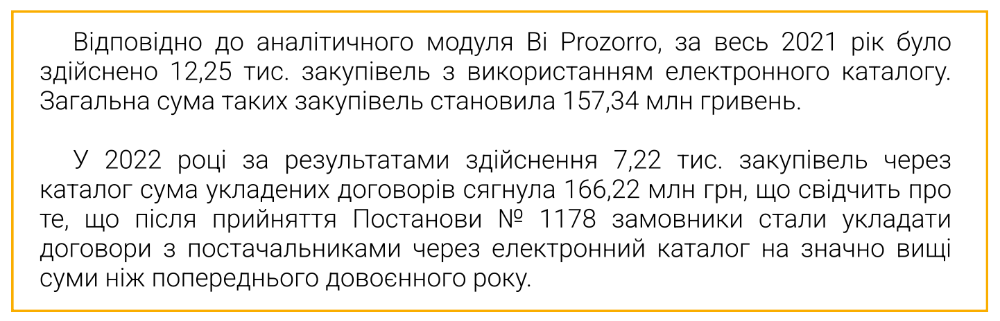 Відповідно до аналітичного модуля Bi Prozorro, за весь 2021 рік було
здійснено 12,25 тис. закупівель з використанням електронного каталогу.
Загальна сума таких закупівель становила 157,34 млн гривень.
У 2022 році за результатами здійснення 7,22 тис. закупівель через
каталог сума укладених договорів сягнула 166,22 млн грн, що свідчить про
те, що після прийняття Постанови № 1178 замовники стали укладати
договори з постачальниками через електронний каталог на значно вищі
суми ніж попереднього довоєнного року.